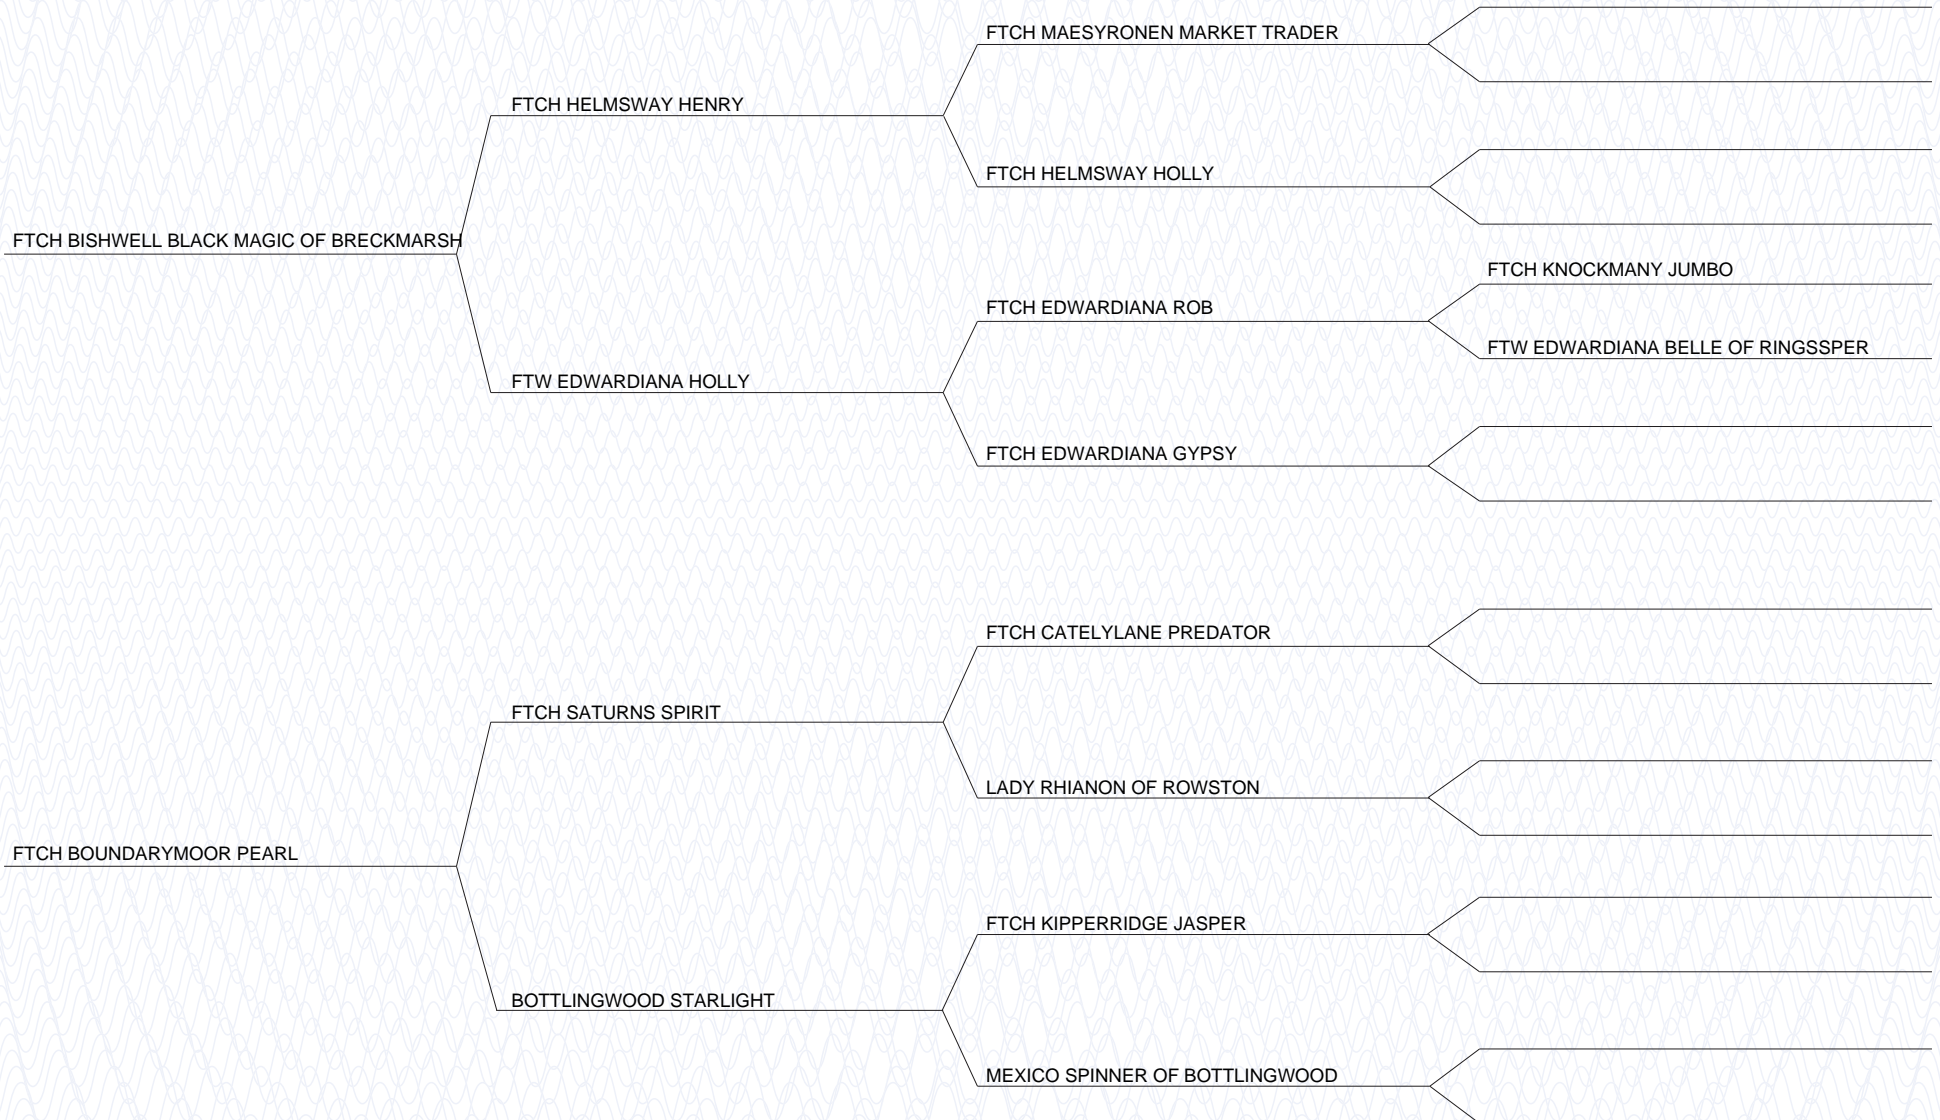 FTCH MAESYRONEN MARKET TRADER
FTCH HELMSWAY HENRY
FTCH HELMSWAY HOLLY
FTCH BISHWELL BLACK MAGIC OF BRECKMARSH
FTCH KNOCKMANY JUMBO
FTCH EDWARDIANA ROB
FTW EDWARDIANA BELLE OF RINGSSPER
FTW EDWARDIANA HOLLY
FTCH EDWARDIANA GYPSY
FTCH CATELYLANE PREDATOR
FTCH SATURNS SPIRIT
LADY RHIANON OF ROWSTON
FTCH BOUNDARYMOOR PEARL
FTCH KIPPERRIDGE JASPER
BOTTLINGWOOD STARLIGHT
MEXICO SPINNER OF BOTTLINGWOOD